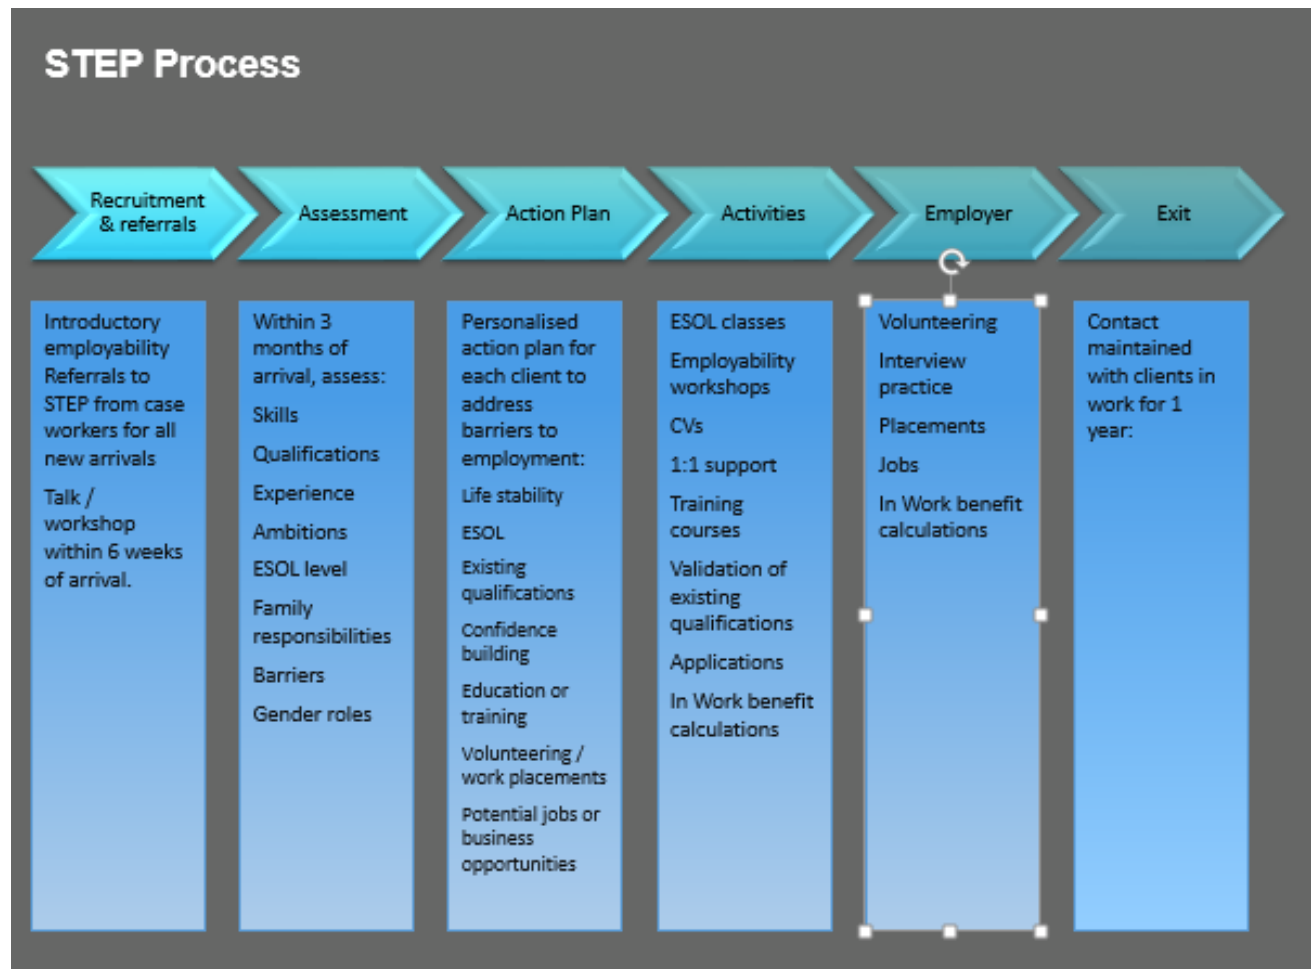 STEP Process
Recruitment
& referrals
Assessment
Action Plan
Activities
Employer
Exit
Introductory
employability
Referrals to
STEP from case
workers for all
new arrivals
Talk /
workshop
within 6 weeks
of arrival.
Within 3
months of
arrival, assess:
Skills
Qualifications
Experience
Ambitions
ESOL level
Family
responsibilities
Barriers
Gender roles
Personalised
action plan for
each client to
address
barriers to
employment:
Life stability
ESOL
Existing
qualifications
Confidence
building
Education or
training
Volunteering /
work placements
Potential jobs or
business
opportunities
ESOL classes
Employability
workshops
CVs
1:1 support
Training
courses
Validation of
existing
qualifications
Applications
In Work benefit
calculations
Volunteering
Interview
practice
Placements
Jobs
In Work benefit
calculations
Contact
maintained
with clients in
work for 1
year: